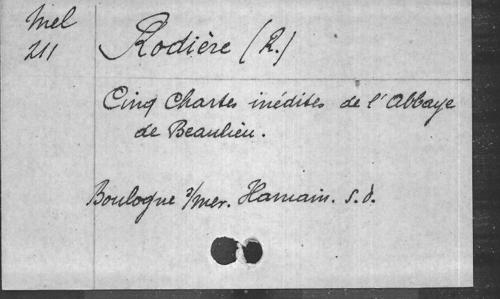 Mel
211
Rodière (R.)
Cinq Chartes inédites de l'Abbaye
de Beaulieu.
Boulogne s/mer. Hamain. s.d.